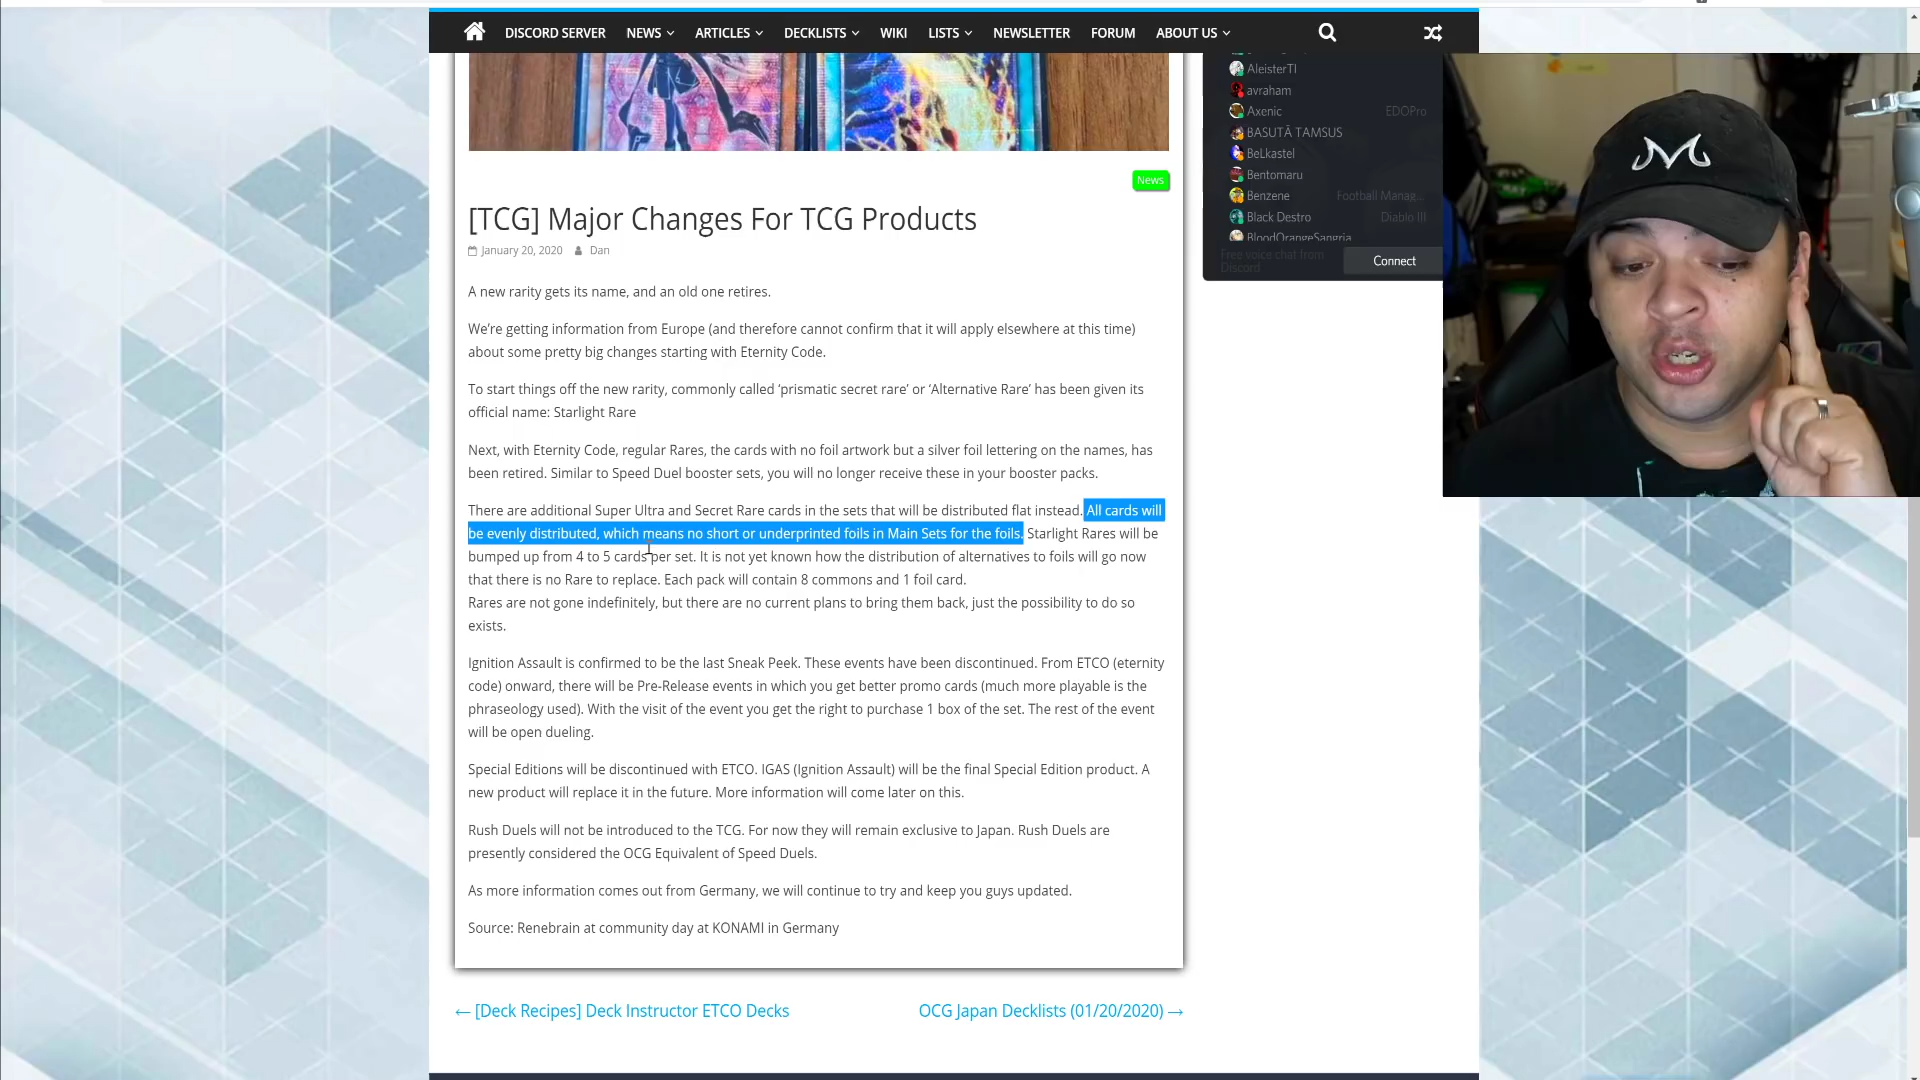 DISCORD SERVER NEWS ARTICLES DECKLISTS WIKI LISTS NEWSLETTER FORUM ABOUT US
AleisterTI
avraham
Axenic EDOPro
BASUTĀ TAMSUS
BeLkastel
Bentomaru
Benzene Football Manag...
Black Destro Diablo III
BloodOrangeSangria
Free voice chat from
Discord
Connect
News
[TCG] Major Changes For TCG Products
January 20, 2020 Dan
A new rarity gets its name, and an old one retires.
We’re getting information from Europe (and therefore cannot confirm that it will apply elsewhere at this time)
about some pretty big changes starting with Eternity Code.
To start things off the new rarity, commonly called ‘prismatic secret rare’ or ‘Alternative Rare’ has been given its
official name: Starlight Rare
Next, with Eternity Code, regular Rares, the cards with no foil artwork but a silver foil lettering on the names, has
been retired. Similar to Speed Duel booster sets, you will no longer receive these in your booster packs.
There are additional Super Ultra and Secret Rare cards in the sets that will be distributed flat instead. All cards will
be evenly distributed, which means no short or underprinted foils in Main Sets for the foils. Starlight Rares will be
bumped up from 4 to 5 cards per set. It is not yet known how the distribution of alternatives to foils will go now
that there is no Rare to replace. Each pack will contain 8 commons and 1 foil card.
Rares are not gone indefinitely, but there are no current plans to bring them back, just the possibility to do so
exists.
Ignition Assault is confirmed to be the last Sneak Peek. These events have been discontinued. From ETCO (eternity
code) onward, there will be Pre-Release events in which you get better promo cards (much more playable is the
phraseology used). With the visit of the event you get the right to purchase 1 box of the set. The rest of the event
will be open dueling.
Special Editions will be discontinued with ETCO. IGAS (Ignition Assault) will be the final Special Edition product. A
new product will replace it in the future. More information will come later on this.
Rush Duels will not be introduced to the TCG. For now they will remain exclusive to Japan. Rush Duels are
presently considered the OCG Equivalent of Speed Duels.
As more information comes out from Germany, we will continue to try and keep you guys updated.
Source: Renebrain at community day at KONAMI in Germany
← [Deck Recipes] Deck Instructor ETCO Decks
OCG Japan Decklists (01/20/2020) →